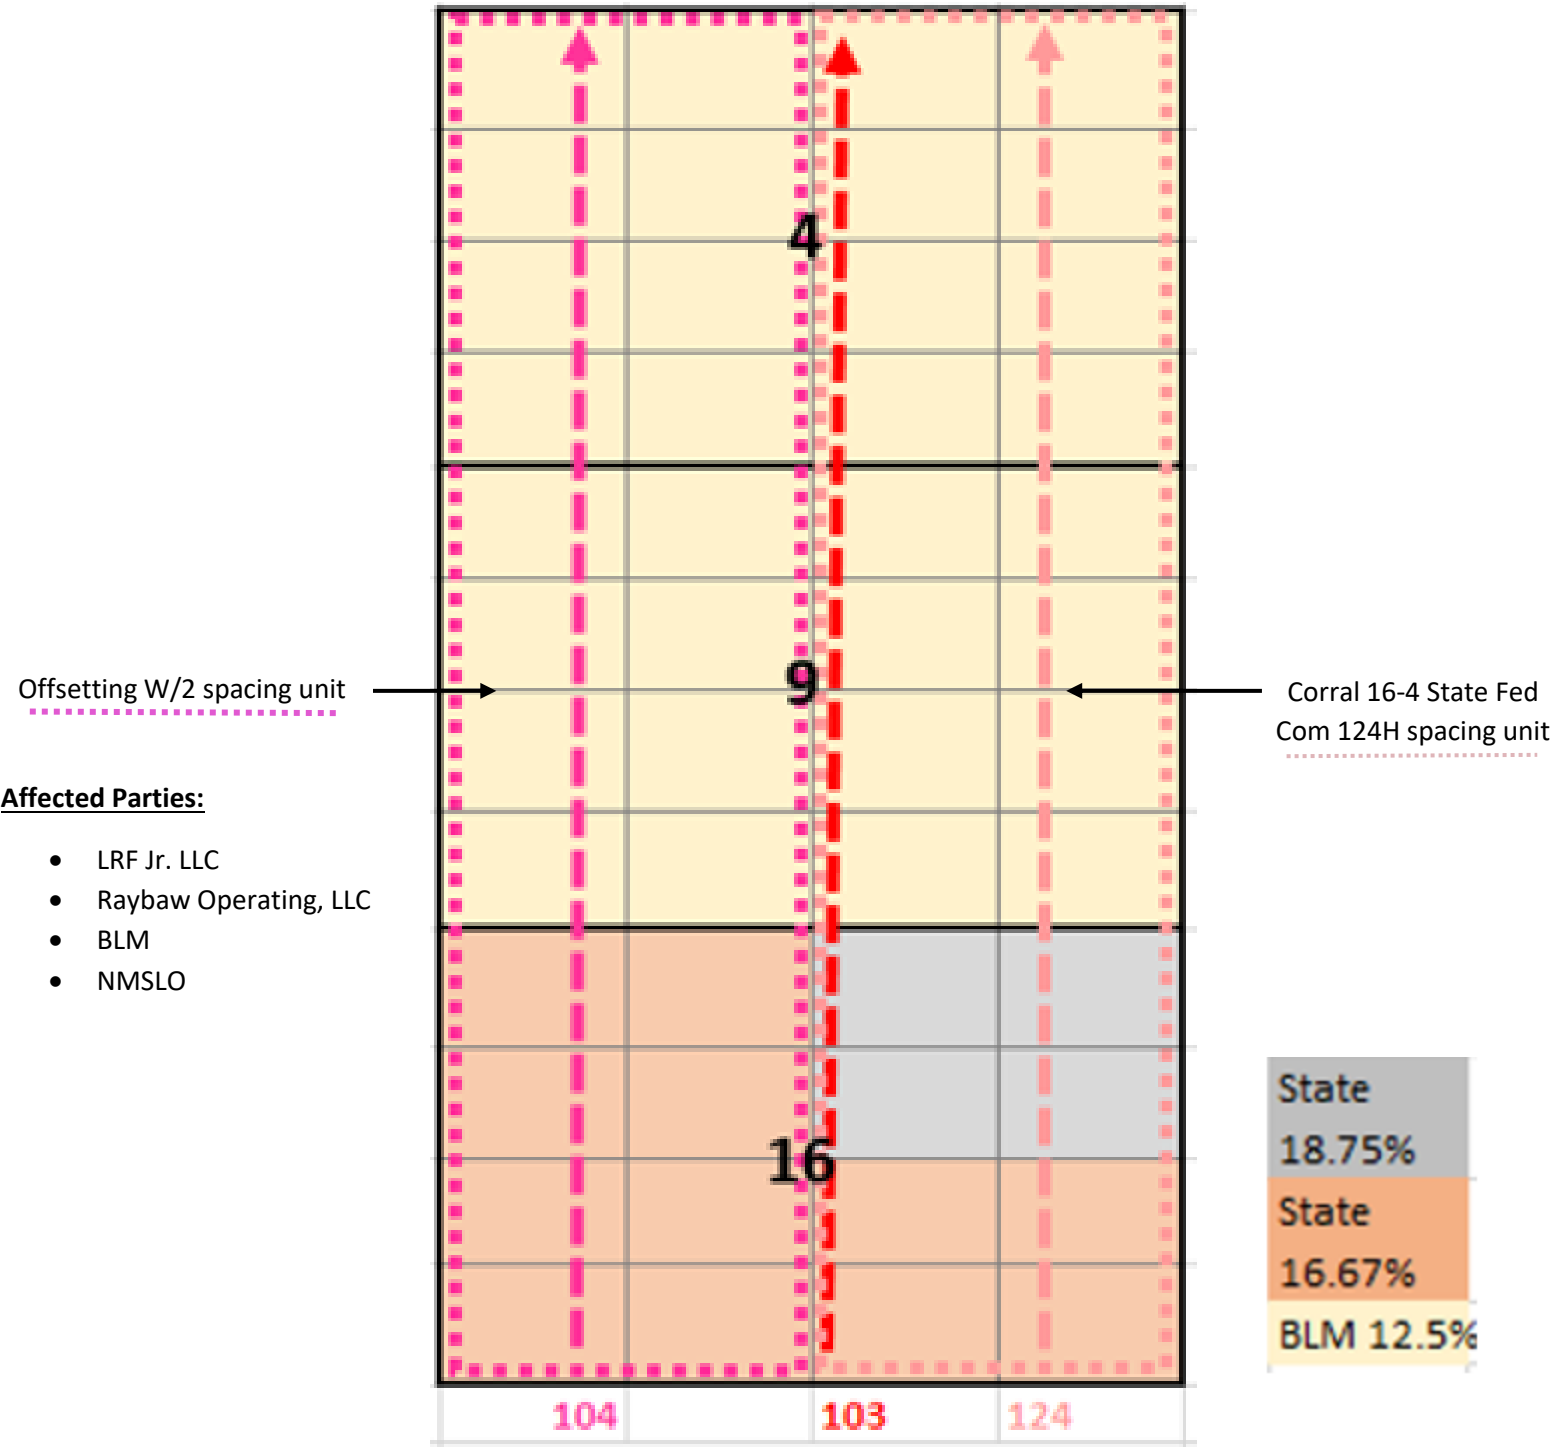 4
9
Offsetting W/2 spacing unit
Corral 16-4 State Fed
Com 124H spacing unit
Affected Parties:
• LRF Jr. LLC
• Raybaw Operating, LLC
• BLM
• NMSLO
16
State
18.75%
State
16.67%
BLM 12.5%
104 103 124